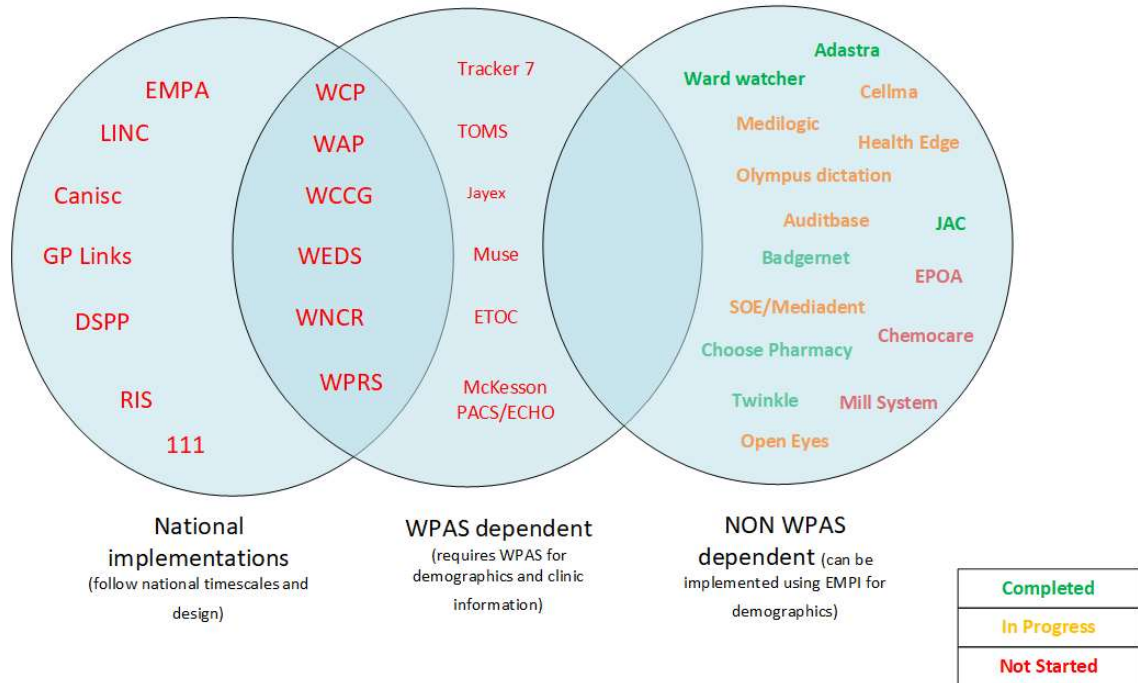 EMPA
LINC
Canisc
GP Links
DSPP
RIS
111
WCP
WAP
WCCG
WEDS
WNCR
WPRS
Tracker 7
TOMS
Jayex
Muse
ETOC
McKesson
PACS/ECHO
Adastra
Ward watcher
Cellma
Medilogic
Health Edge
Olympus dictation
Auditbase
JAC
Badgernet
EPOA
SOE/Mediadent
Chemocare
Choose Pharmacy
Twinkle
Mill System
Open Eyes
National
implementations
(follow national timescales and
design)
WPAS dependent
(requires WPAS for
demographics and clinic
information)
NON WPAS
dependent (can be
implemented using EMPI for
demographics)
Completed
In Progress
Not Started